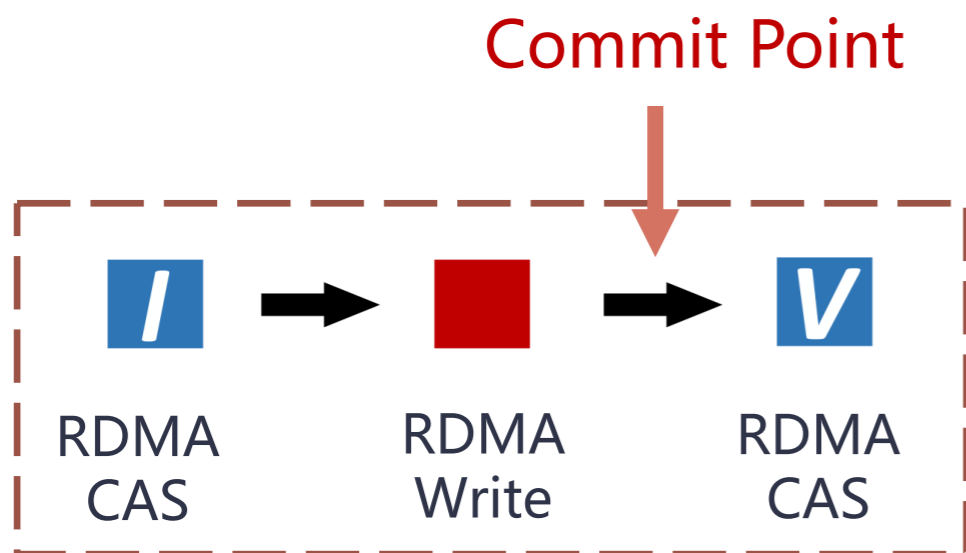 Commit Point
I
V
RDMA
CAS
RDMA
Write
RDMA
CAS